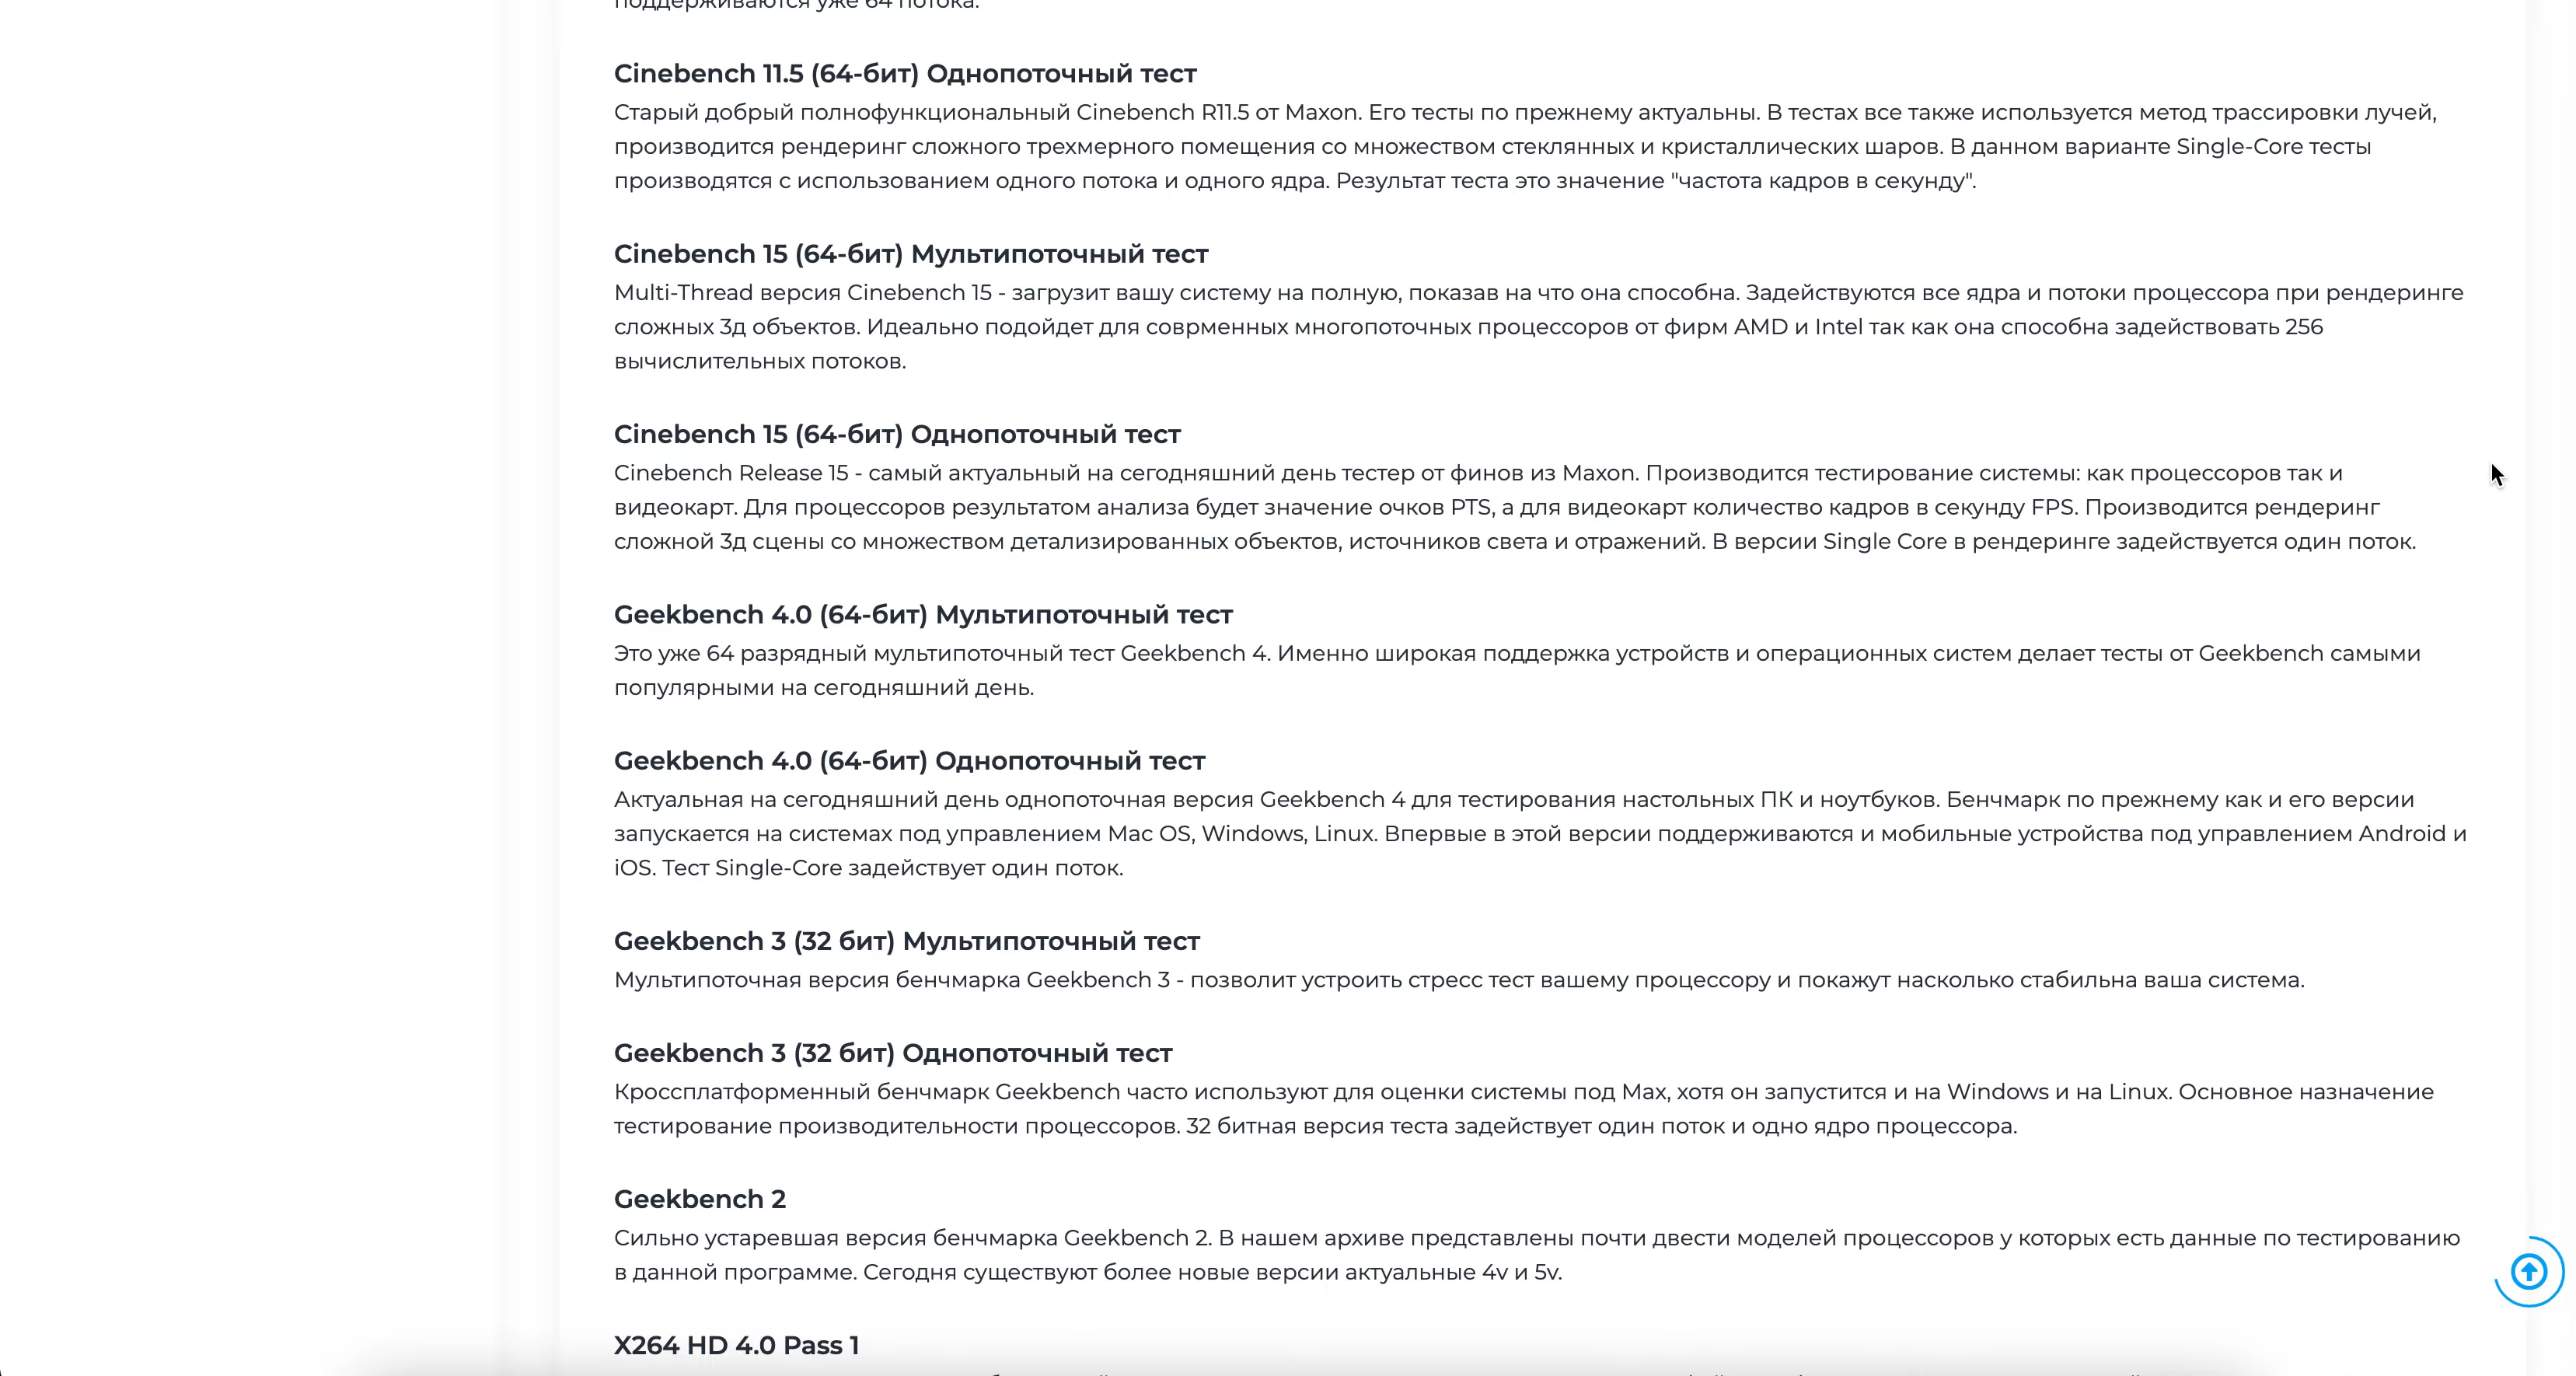 поддерживаются уже 64 потока.
Cinebench 11.5 (64-бит) Однопоточный тест
Старый добрый полнофункциональный Cinebench R11.5 от Maxon. Его тесты по прежнему актуальны. В тестах все также используется метод трассировки лучей,
производится рендеринг сложного трехмерного помещения со множеством стеклянных и кристаллических шаров. В данном варианте Single-Core тесты
производятся с использованием одного потока и одного ядра. Результат теста это значение "частота кадров в секунду".
Cinebench 15 (64-бит) Мультипоточный тест
Multi-Thread версия Cinebench 15 - загрузит вашу систему на полную, показав на что она способна. Задействуются все ядра и потоки процессора при рендеринге
сложных 3д объектов. Идеально подойдет для соврменных многопоточных процессоров от фирм AMD и Intel так как она способна задействовать 256
вычислительных потоков.
Cinebench 15 (64-бит) Однопоточный тест
Cinebench Release 15 - самый актуальный на сегодняшний день тестер от финов из Maxon. Производится тестирование системы: как процессоров так и
видеокарт. Для процессоров результатом анализа будет значение очков PTS, а для видеокарт количество кадров в секунду FPS. Производится рендеринг
сложной 3д сцены со множеством детализированных объектов, источников света и отражений. В версии Single Core в рендеринге задействуется один поток.
Geekbench 4.0 (64-бит) Мультипоточный тест
Это уже 64 разрядный мультипоточный тест Geekbench 4. Именно широкая поддержка устройств и операционных систем делает тесты от Geekbench самыми
популярными на сегодняшний день.
Geekbench 4.0 (64-бит) Однопоточный тест
Актуальная на сегодняшний день однопоточная версия Geekbench 4 для тестирования настольных ПК и ноутбуков. Бенчмарк по прежнему как и его версии
запускается на системах под управлением Mac OS, Windows, Linux. Впервые в этой версии поддерживаются и мобильные устройства под управлением Android и
iOS. Тест Single-Core задействует один поток.
Geekbench 3 (32 бит) Мультипоточный тест
Мультипоточная версия бенчмарка Geekbench 3 - позволит устроить стресс тест вашему процессору и покажут насколько стабильна ваша система.
Geekbench 3 (32 бит) Однопоточный тест
Кроссплатформенный бенчмарк Geekbench часто используют для оценки системы под Max, хотя он запустится и на Windows и на Linux. Основное назначение
тестирование производительности процессоров. 32 битная версия теста задействует один поток и одно ядро процессора.
Geekbench 2
Сильно устаревшая версия бенчмарка Geekbench 2. В нашем архиве представлены почти двести моделей процессоров у которых есть данные по тестированию
в данной программе. Сегодня существуют более новые версии актуальные 4v и 5v.
X264 HD 4.0 Pass 1